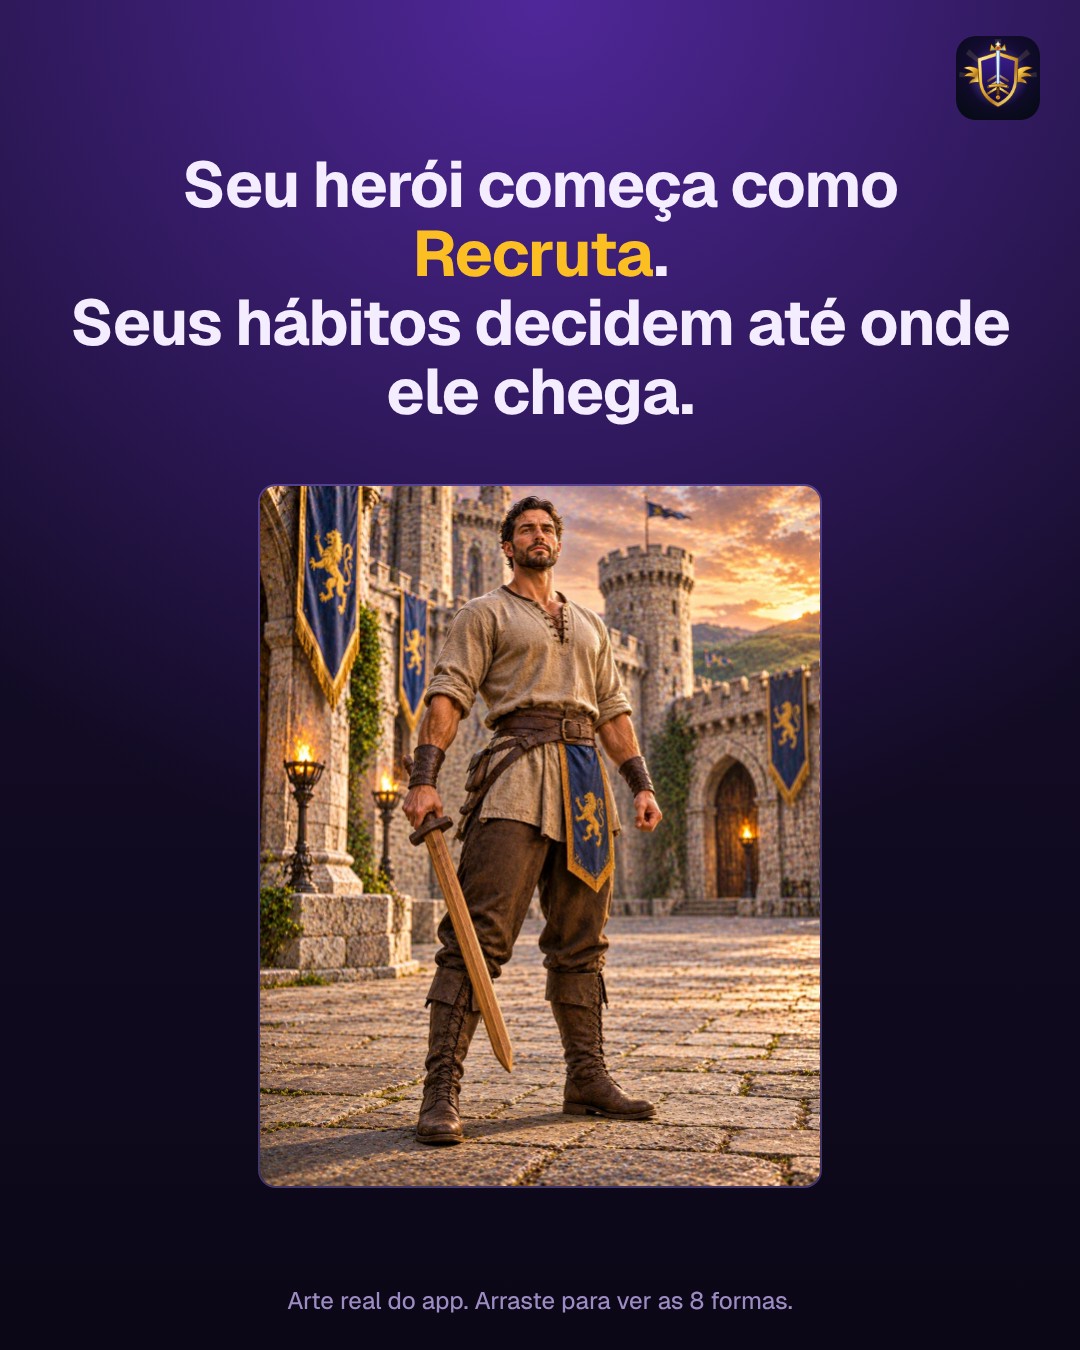 Seu herói começa como
Recruta.
Seus hábitos decidem até onde
ele chega.
Arte real do app. Arraste para ver as 8 formas.